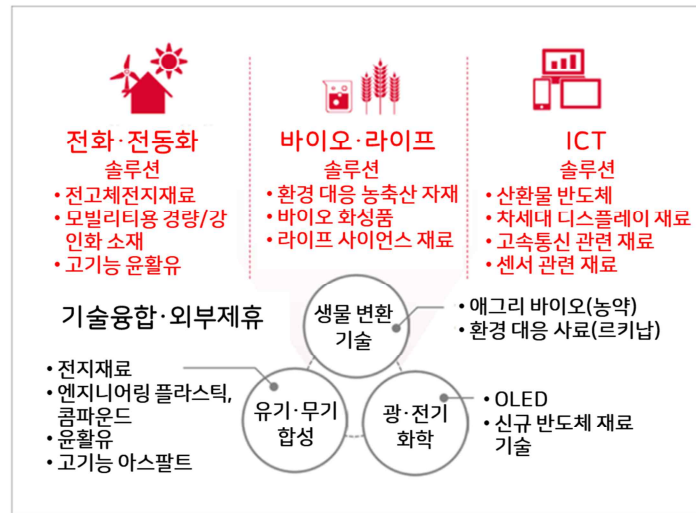 전화·전동화
솔루션
• 전고체전지재료
• 모빌리티용 경량/강
인화 소재
• 고기능 윤활유
바이오·라이프
솔루션
• 환경 대응 농축산 자재
• 바이오 화성품
• 라이프 사이언스 재료
ICT
솔루션
• 산환물 반도체
• 차세대 디스플레이 재료
• 고속통신 관련 재료
• 센서 관련 재료
기술융합·외부제휴
생물 변환
기술
• 애그리 바이오(농약)
• 환경 대응 사료(르키납)
• 전지재료
• 엔지니어링 플라스틱,
콤파운드
• 윤활유
• 고기능 아스팔트
유기·무기
합성
광·전기
화학
• OLED
• 신규 반도체 재료
기술